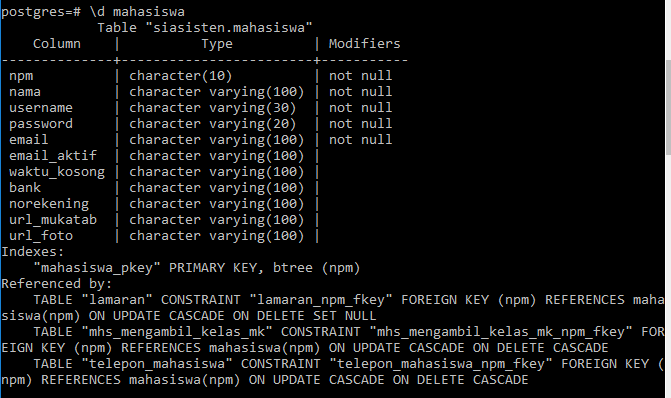 postgres=# \d mahasiswa
           Table "siasisten.mahasiswa"
    Column    |          Type          | Modifiers
--------------+------------------------+-----------
 npm          | character(10)          | not null
 nama         | character varying(100) | not null
 username     | character varying(30)  | not null
 password     | character varying(20)  | not null
 email        | character varying(100) | not null
 email_aktif  | character varying(100) |
 waktu_kosong | character varying(100) |
 bank         | character varying(100) |
 norekening   | character varying(100) |
 url_mukatab  | character varying(100) |
 url_foto     | character varying(100) |
Indexes:
    "mahasiswa_pkey" PRIMARY KEY, btree (npm)
Referenced by:
    TABLE "lamaran" CONSTRAINT "lamaran_npm_fkey" FOREIGN KEY (npm) REFERENCES maha
siswa(npm) ON UPDATE CASCADE ON DELETE SET NULL
    TABLE "mhs_mengambil_kelas_mk" CONSTRAINT "mhs_mengambil_kelas_mk_npm_fkey" FOR
EIGN KEY (npm) REFERENCES mahasiswa(npm) ON UPDATE CASCADE ON DELETE CASCADE
    TABLE "telepon_mahasiswa" CONSTRAINT "telepon_mahasiswa_npm_fkey" FOREIGN KEY (
npm) REFERENCES mahasiswa(npm) ON UPDATE CASCADE ON DELETE CASCADE